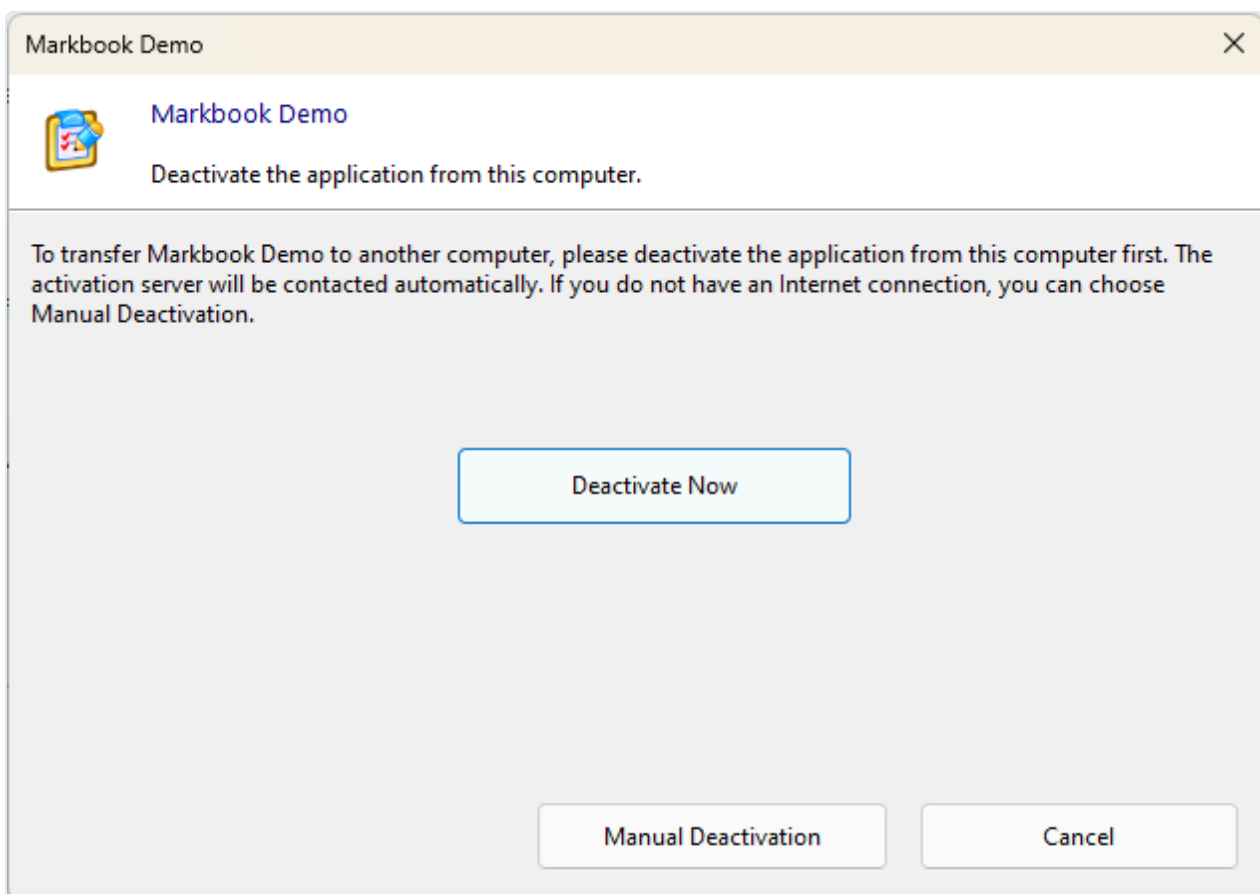 Markbook Demo
Markbook Demo
Deactivate the application from this computer.
To transfer Markbook Demo to another computer, please deactivate the application from this computer first. The
activation server will be contacted automatically. If you do not have an Internet connection, you can choose
Manual Deactivation.
Deactivate Now
Manual Deactivation
Cancel